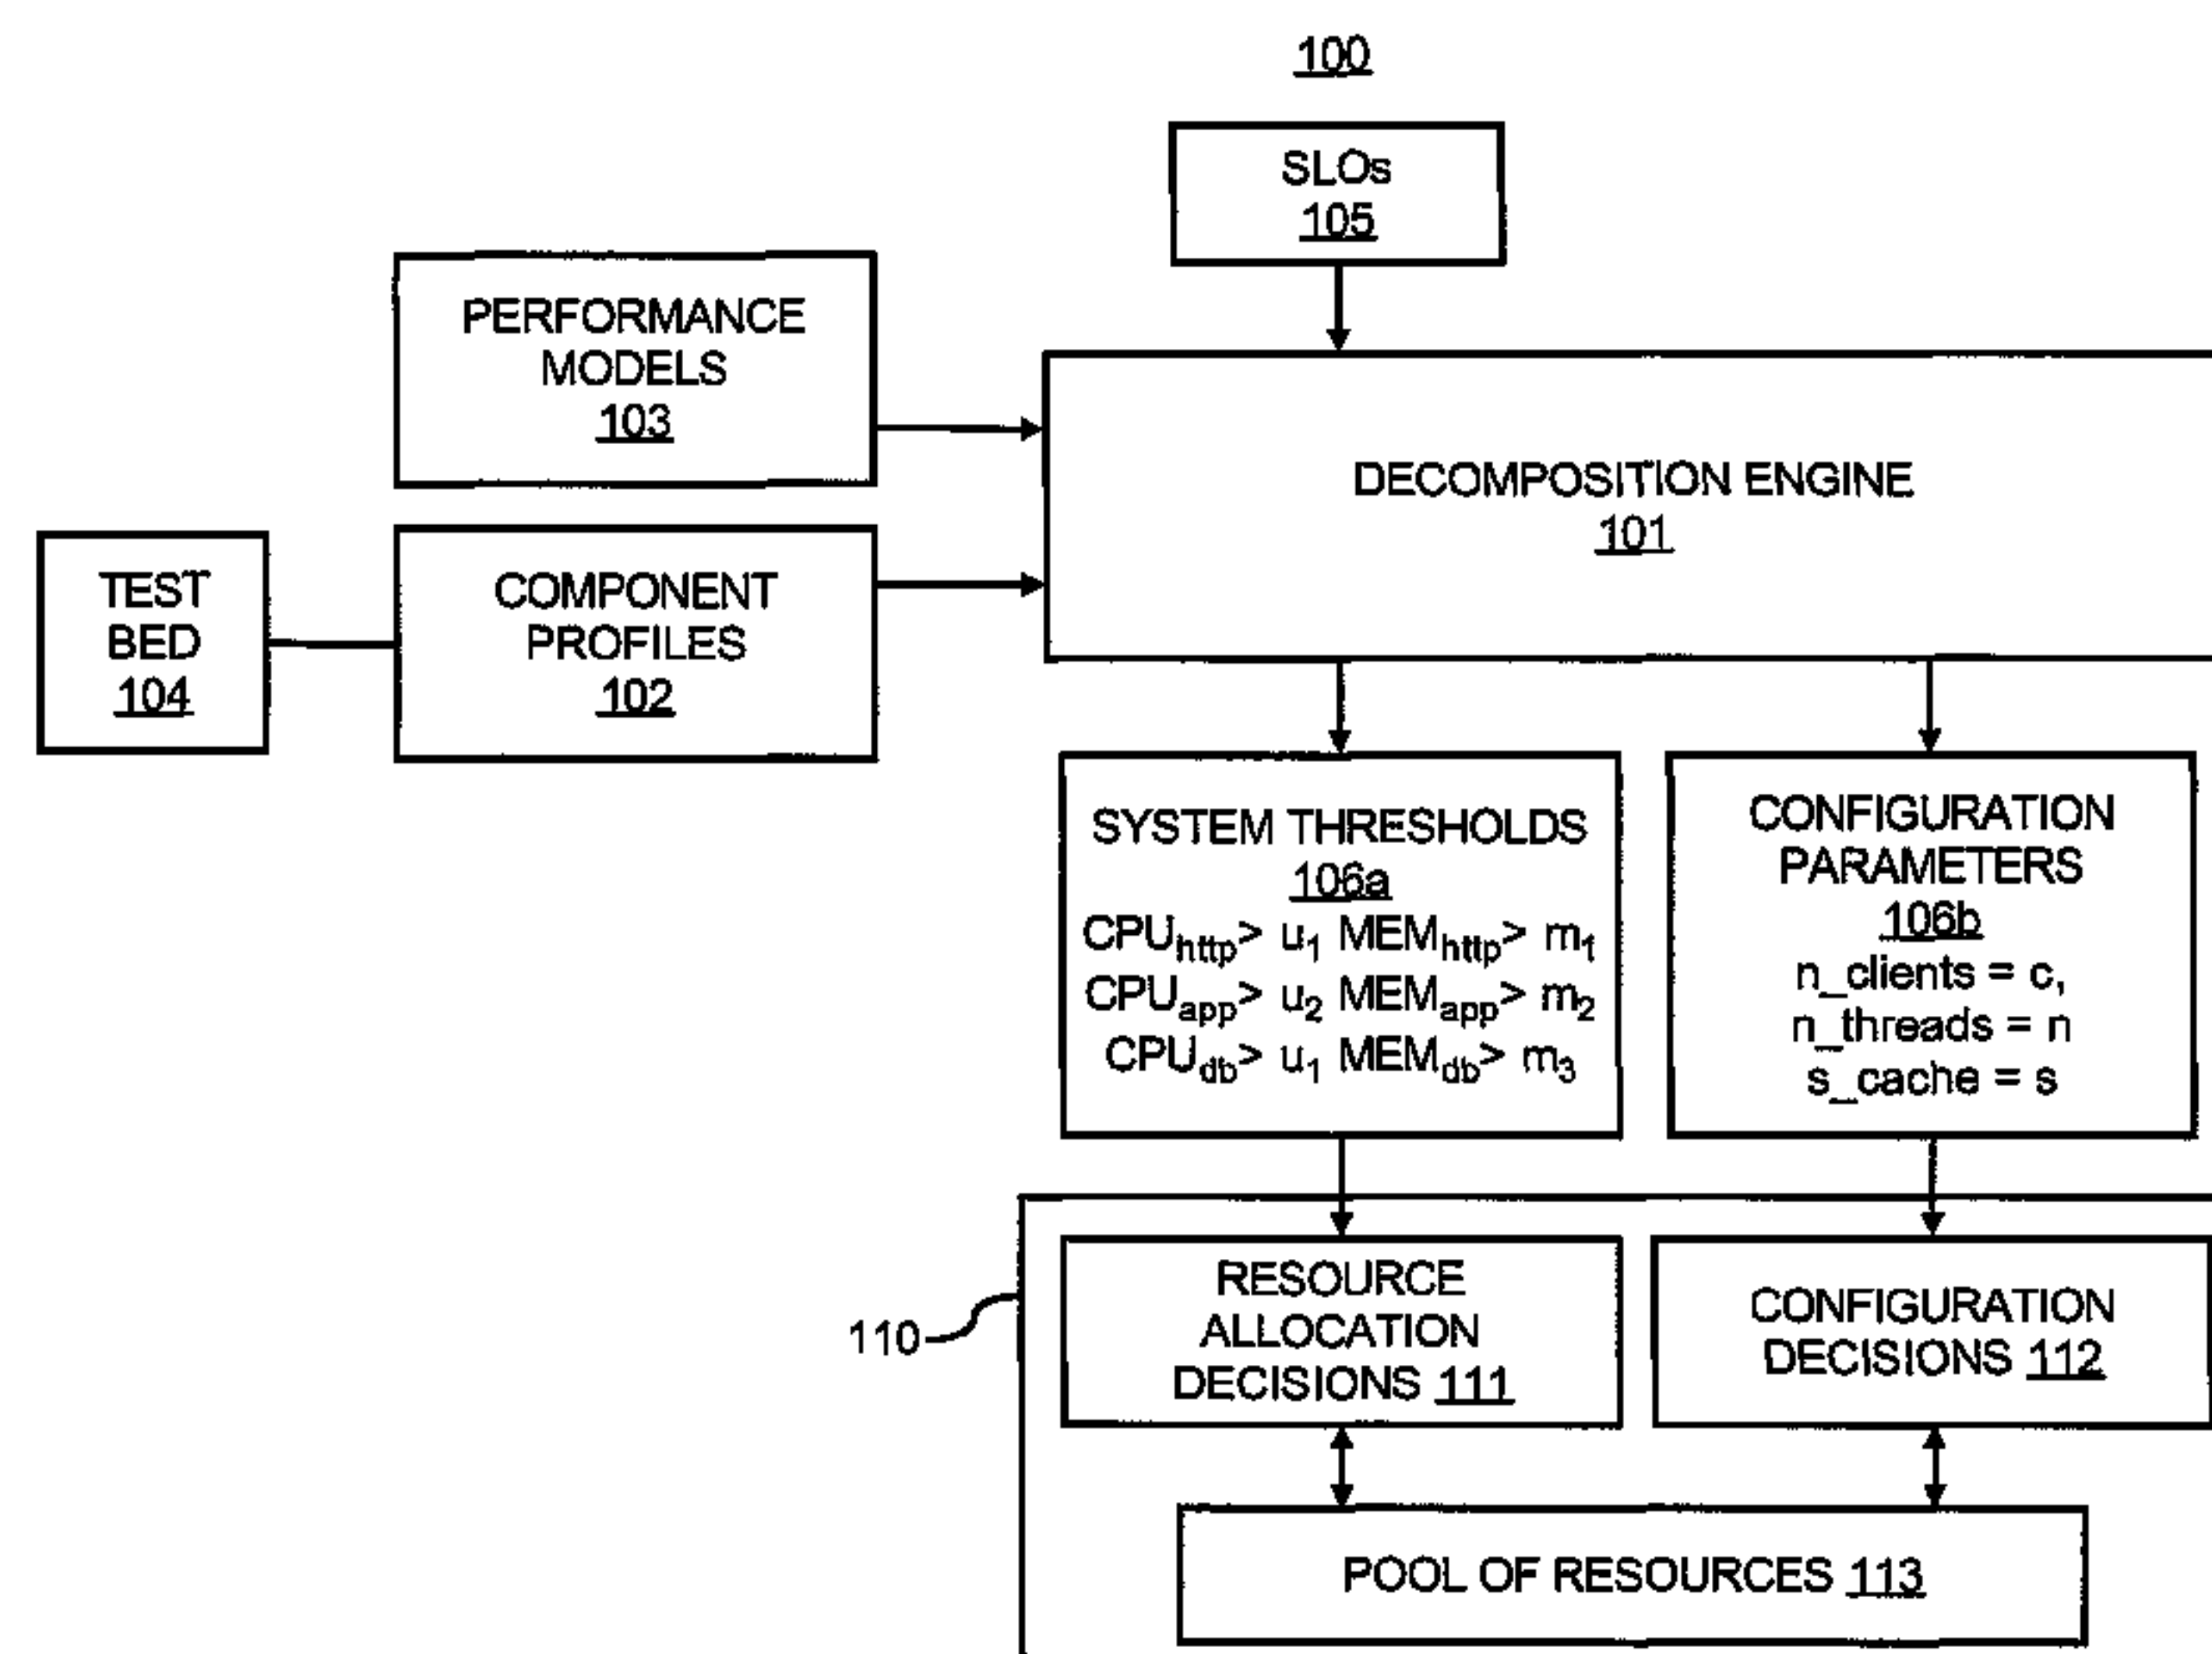 100
SLOs
105
PERFORMANCE
MODELS
103
DECOMPOSITION ENGINE
101
TEST
BED
104
COMPONENT
PROFILES
102
SYSTEM THRESHOLDS
106a
CPUhttp> u1 MEMhttp> m1
CPUapp> u2 MEMapp> m2
CPUdb> u1 MEMdb> m3
CONFIGURATION
PARAMETERS
106b
n_clients = c,
n_threads = n
s_cache = s
110
RESOURCE
ALLOCATION
DECISIONS 111
CONFIGURATION
DECISIONS 112
POOL OF RESOURCES 113